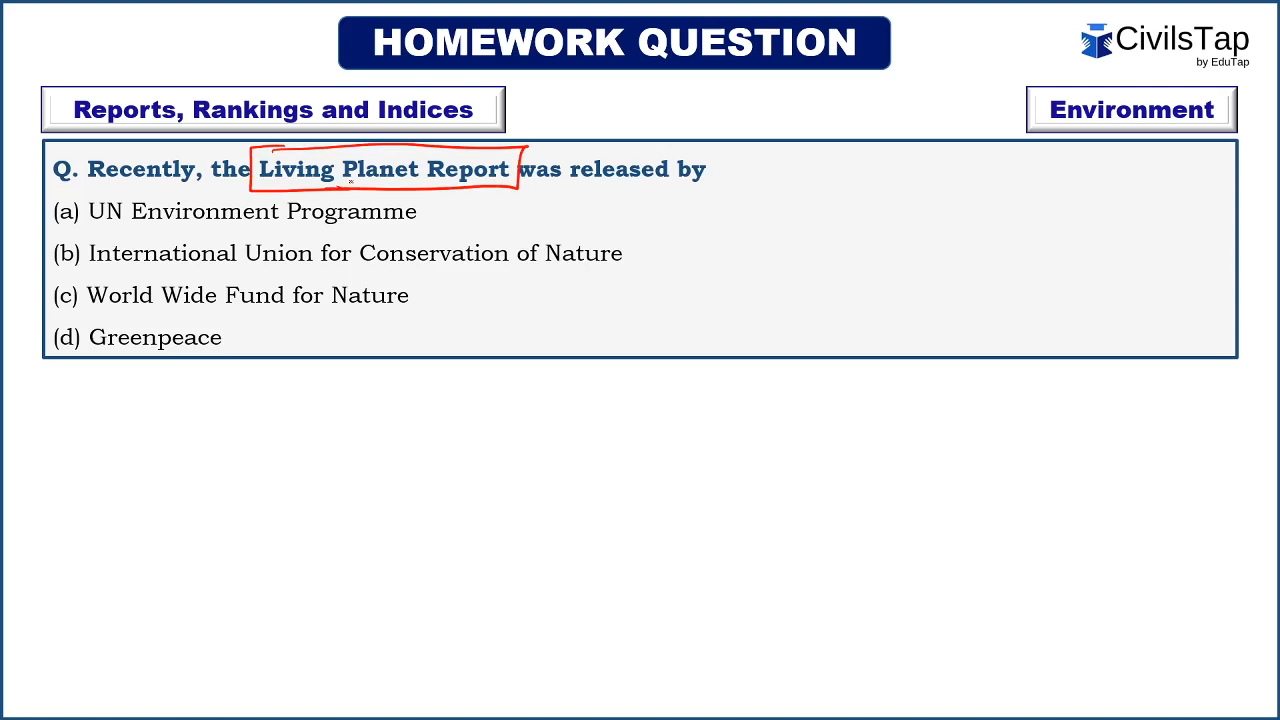 HOMEWORK QUESTION
CivilsTap
by EduTap
Reports, Rankings and Indices
Environment
Q. Recently, the Living Planet Report was released by
(a) UN Environment Programme
(b) International Union for Conservation of Nature
(c) World Wide Fund for Nature
(d) Greenpeace